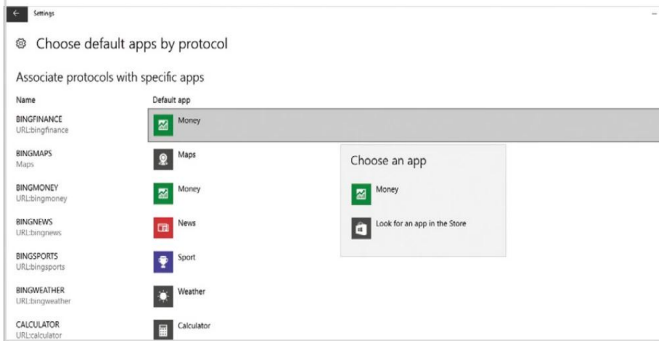 Settings
Choose default apps by protocol
Associate protocols with specific apps
Name Default app
BINGFINANCE
URL:bingfinance
Money
BINGMAPS
Maps
Maps
BINGMONEY
URL:bingmoney
Money
BINGNEWS
URL:bingnews
News
BINGSPORTS
URL:bingsports
Sport
BINGWEATHER
URL:bingweather
Weather
CALCULATOR
URL:calculator
Calculator
Choose an app
Money
Look for an app in the Store